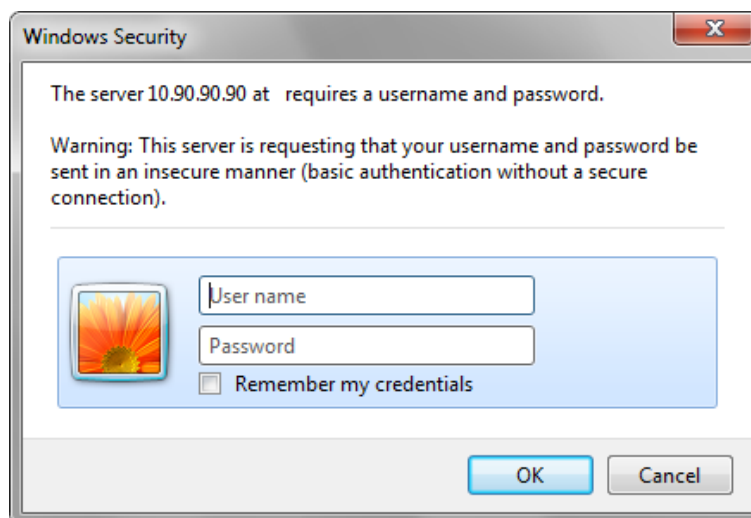 Windows Security
The server 10.90.90.90 at requires a username and password.
Warning: This server is requesting that your username and password be
sent in an insecure manner (basic authentication without a secure
connection).
User name
Password
Remember my credentials
OK
Cancel